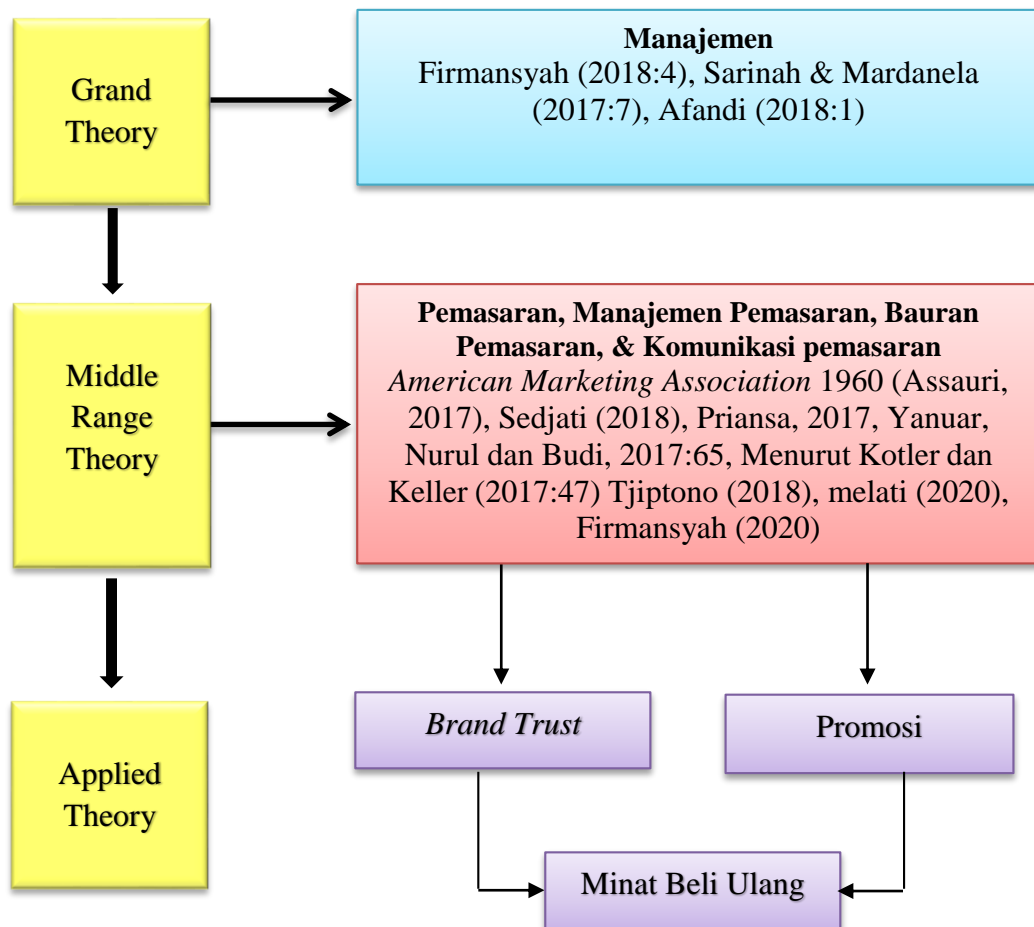 Grand
Theory
Manajemen
Firmansyah (2018:4), Sarinah & Mardanela
(2017:7), Afandi (2018:1)
Middle
Range
Theory
Pemasaran, Manajemen Pemasaran, Bauran
Pemasaran, & Komunikasi pemasaran
American Marketing Association 1960 (Assauri,
2017), Sedjati (2018), Priansa, 2017, Yanuar,
Nurul dan Budi, 2017:65, Menurut Kotler dan
Keller (2017:47) Tjiptono (2018), melati (2020),
Firmansyah (2020)
Applied
Theory
Brand Trust
Promosi
Minat Beli Ulang